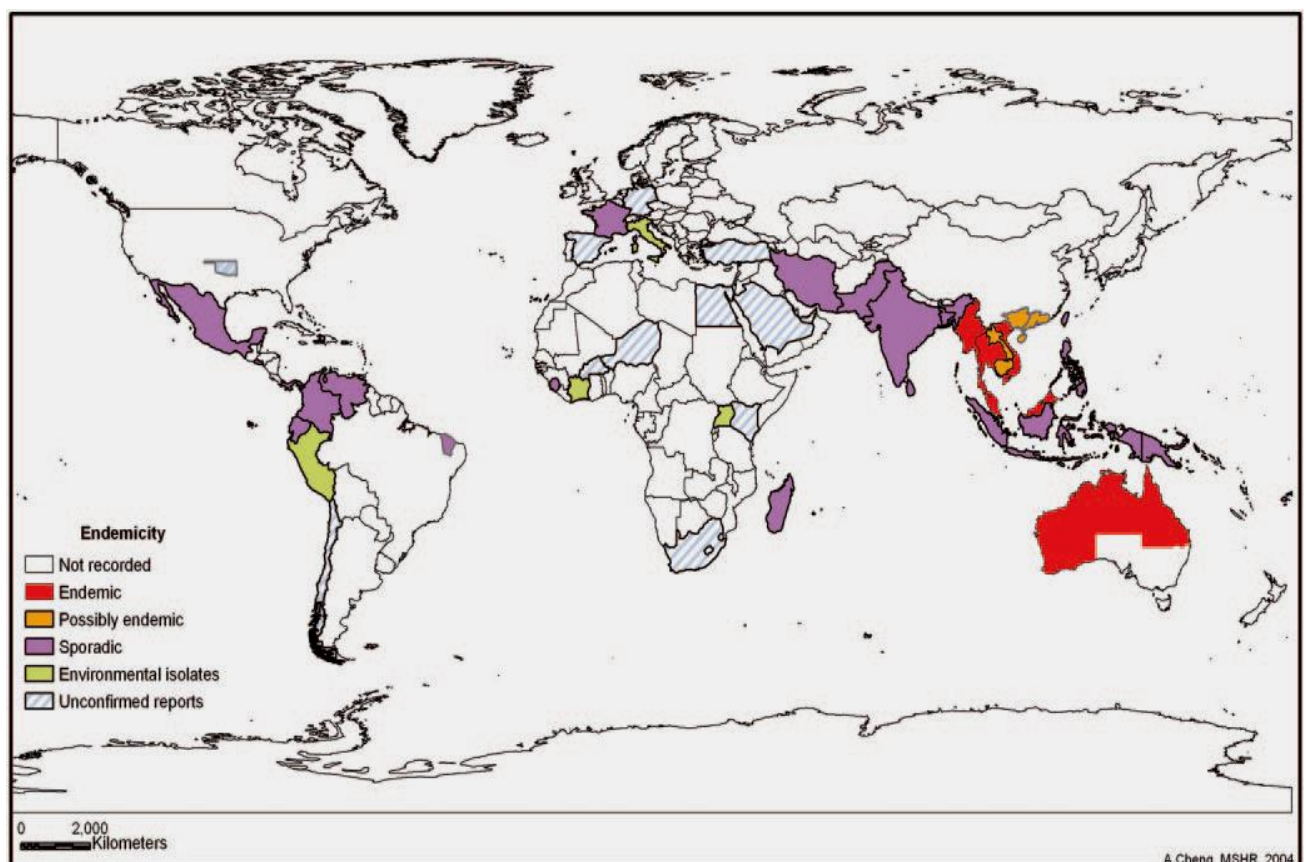 Endemicity
Not recorded
Endemic
Possibly endemic
Sporadic
Environmental isolates
Unconfirmed reports
0 2,000
Kilometers
A Cheng, MSHR, 2004